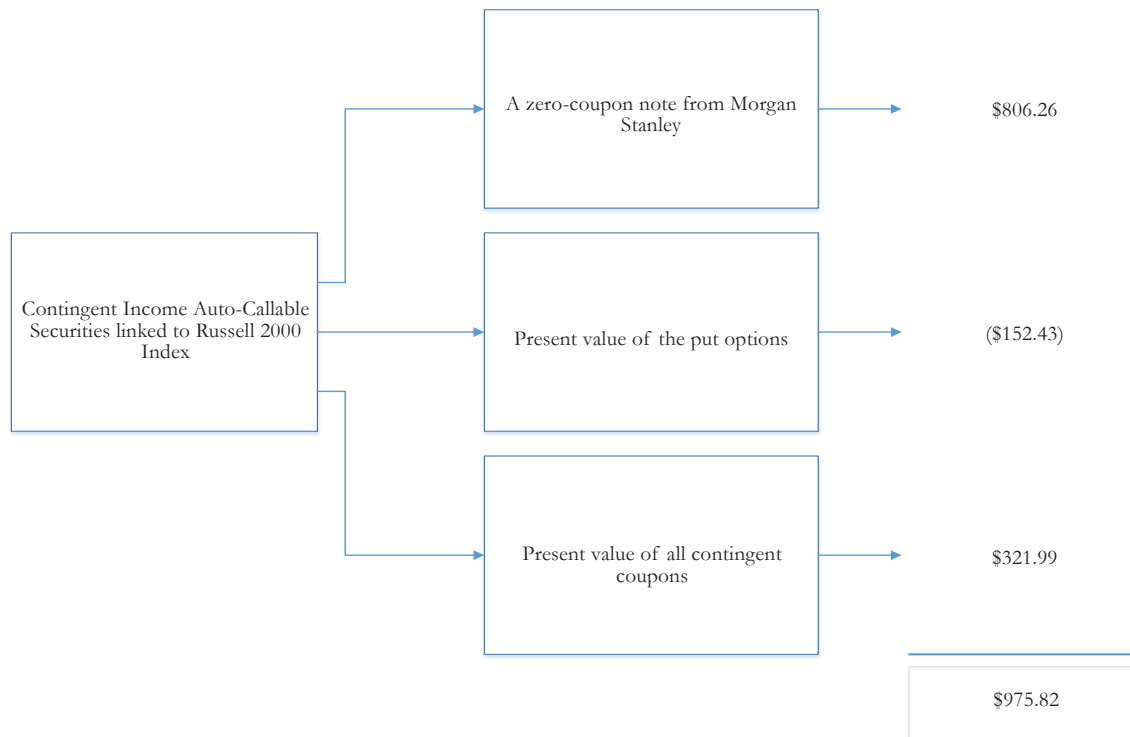 A zero-coupon note from Morgan
Stanley
$806.26
Contingent Income Auto-Callable
Securities linked to Russell 2000
Index
Present value of the put options
($152.43)
Present value of all contingent
coupons
$321.99
$975.82